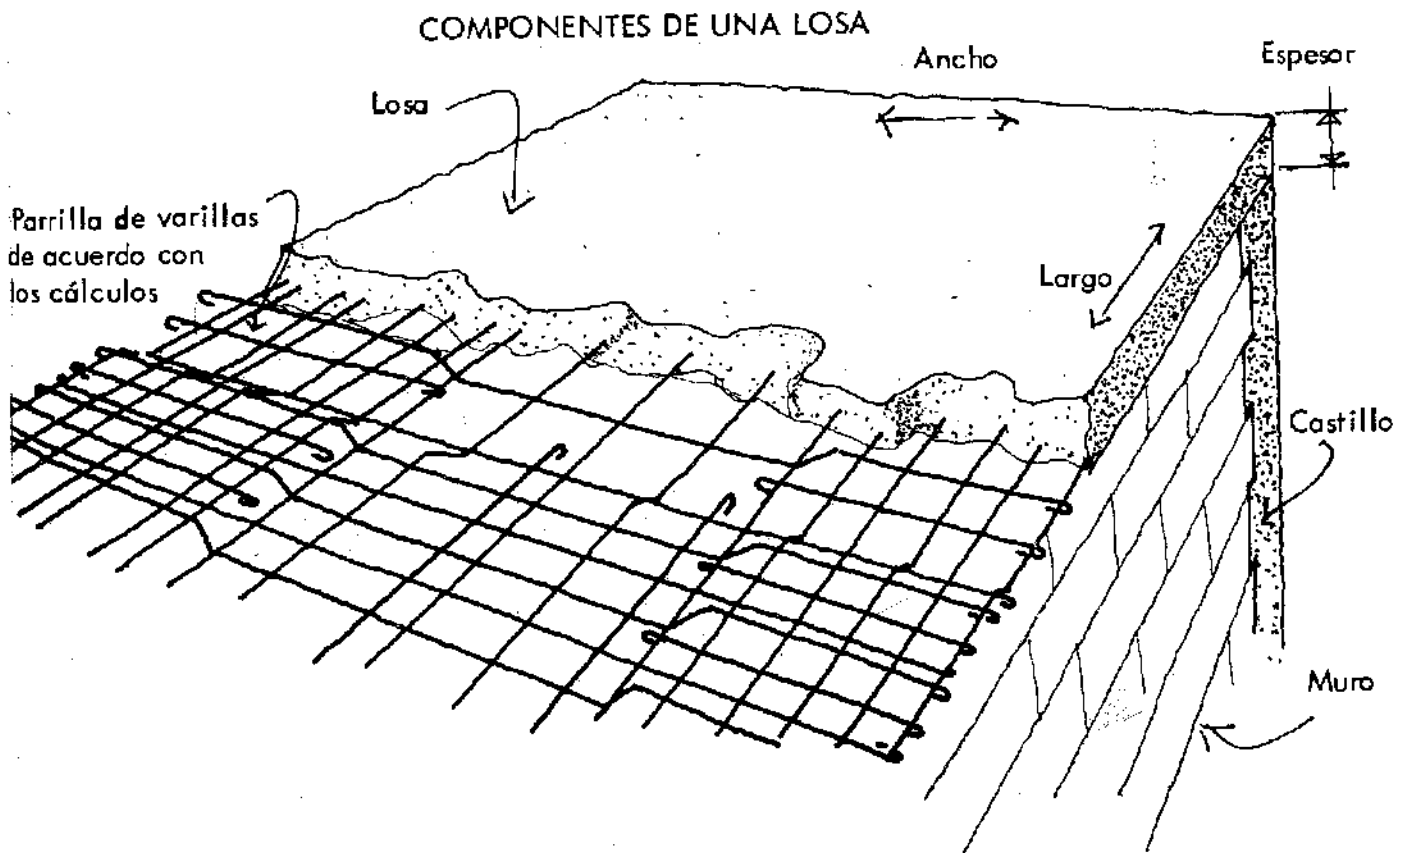 COMPONENTES DE UNA LOSA
Ancho
Espesor
Losa
Parrilla de varillas
de acuerdo con
los cálculos
Largo
Castillo
Muro